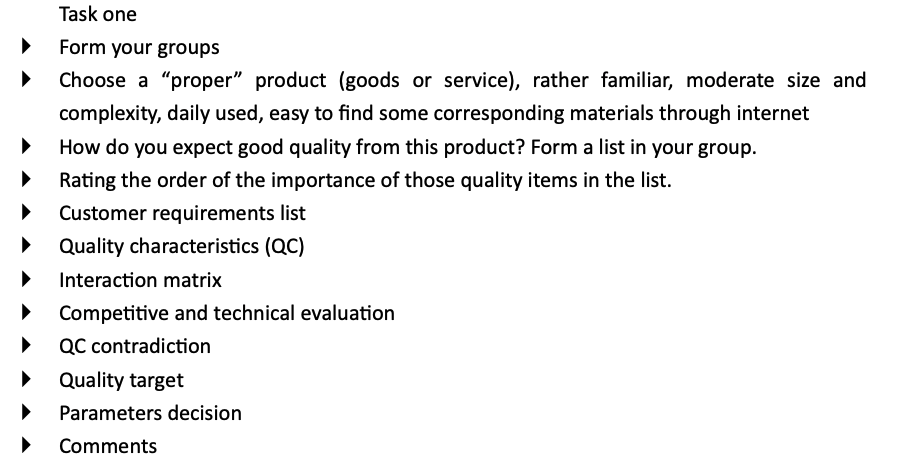 Task one
Form your groups
Choose a “proper” product (goods or service), rather familiar, moderate size and
complexity, daily used, easy to find some corresponding materials through internet
How do you expect good quality from this product? Form a list in your group.
Rating the order of the importance of those quality items in the list.
Customer requirements list
Quality characteristics (QC)
Interaction matrix
Competitive and technical evaluation
QC contradiction
Quality target
Parameters decision
Comments